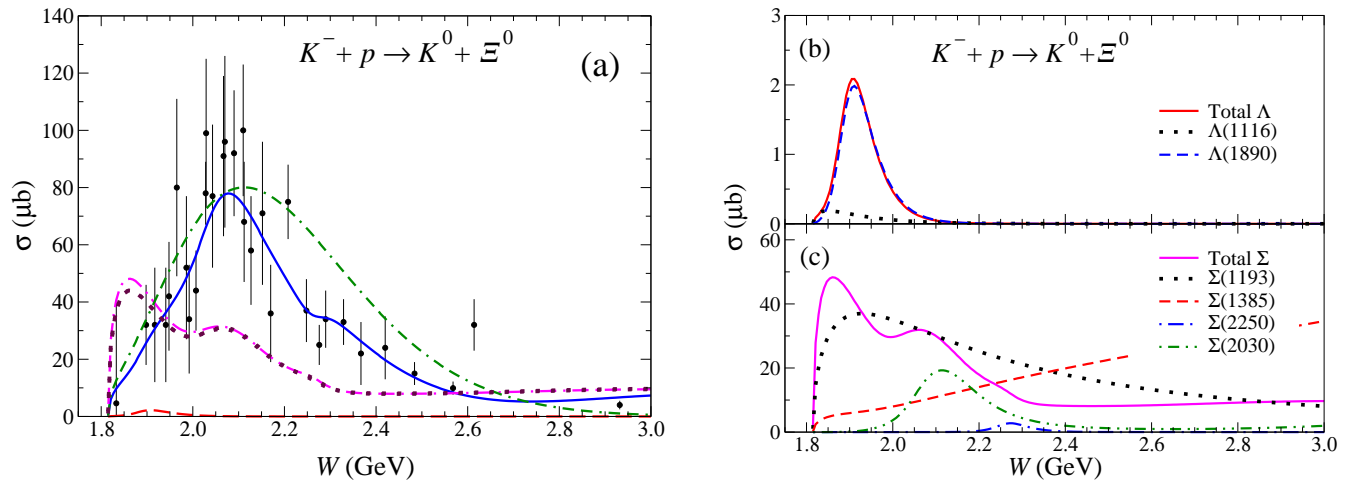 K⁻ + p → K⁰ + Ξ⁰
(a)
140
120
100
80
60
40
20
0
σ (μb)
1.8 2.0 2.2 2.4 2.6 2.8 3.0
W (GeV)
(b)
K⁻ + p → K⁰ + Ξ⁰
3
2
1
0
Total Λ
Λ(1116)
Λ(1890)
σ (μb)
(c)
60
40
20
0
Total Σ
Σ(1193)
Σ(1385)
Σ(2250)
Σ(2030)
1.8 2.0 2.2 2.4 2.6 2.8 3.0
W (GeV)